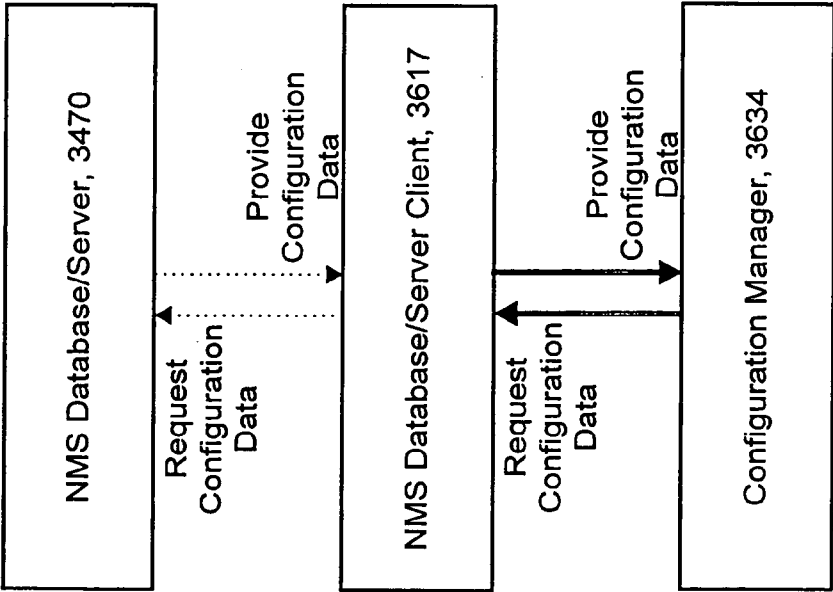 NMS Database/Server, 3470
Request
Configuration
Data
Provide
Configuration
Data
NMS Database/Server Client, 3617
Request
Configuration
Data
Provide
Configuration
Data
Configuration Manager, 3634